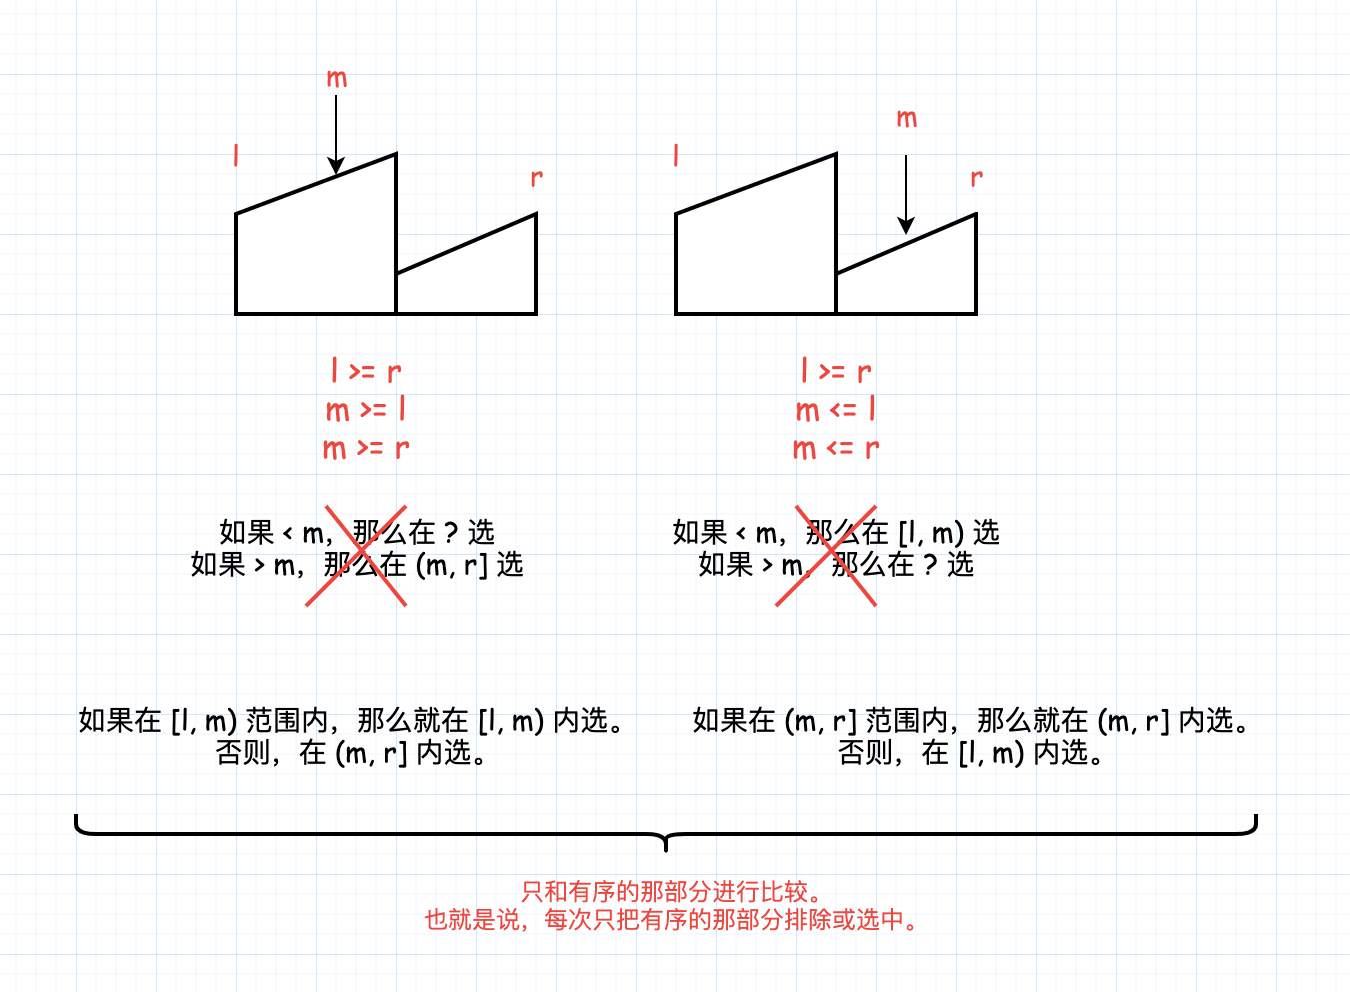 m
l
r
m
l
r
l >= r
m >= l
m >= r
l >= r
m <= l
m <= r
如果 < m，那么在 ? 选
如果 > m，那么在 (m, r] 选
如果 < m，那么在 [l, m) 选
如果 > m，那么在 ? 选
如果在 [l, m) 范围内，那么就在 [l, m) 内选。
否则，在 (m, r] 内选。
如果在 (m, r] 范围内，那么就在 (m, r] 内选。
否则，在 [l, m) 内选。
只和有序的那部分进行比较。
也就是说，每次只把有序的那部分排除或选中。